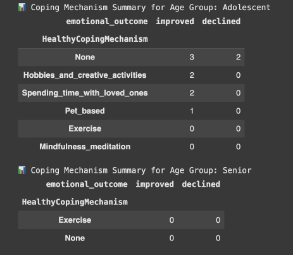 📊 Coping Mechanism Summary for Age Group: Adolescent
emotional_outcome improved declined
HealthyCopingMechanism
None 3 2
Hobbies_and_creative_activities 2 0
Spending_time_with_loved_ones 2 0
Pet_based 1 0
Exercise 0 0
Mindfulness_meditation 0 0
📊 Coping Mechanism Summary for Age Group: Senior
emotional_outcome improved declined
HealthyCopingMechanism
Exercise 0 0
None 0 0